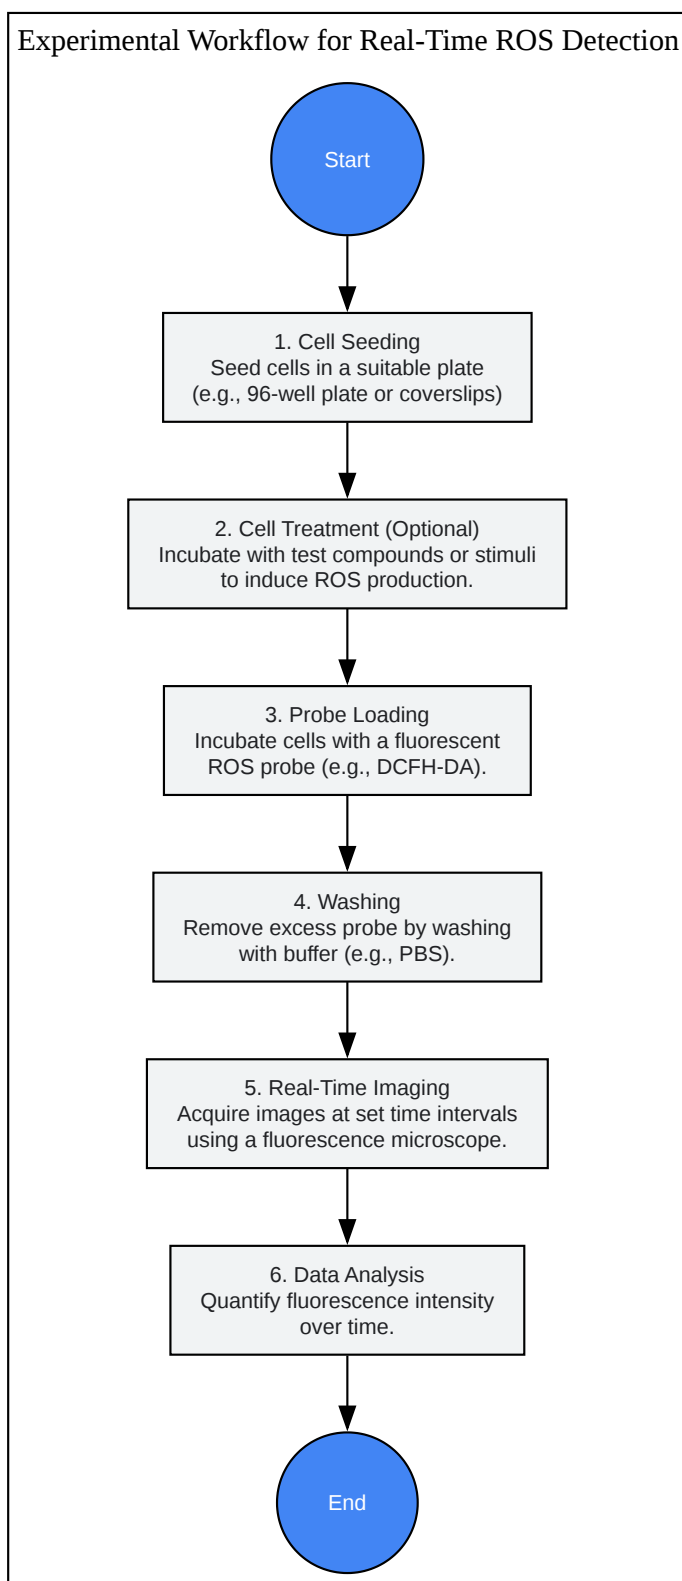 Experimental Workflow for Real-Time ROS Detection
Start
1. Cell Seeding
Seed cells in a suitable plate
(e.g., 96-well plate or coverslips)
2. Cell Treatment (Optional)
Incubate with test compounds or stimuli
to induce ROS production.
3. Probe Loading
Incubate cells with a fluorescent
ROS probe (e.g., DCFH-DA).
4. Washing
Remove excess probe by washing
with buffer (e.g., PBS).
5. Real-Time Imaging
Acquire images at set time intervals
using a fluorescence microscope.
6. Data Analysis
Quantify fluorescence intensity
over time.
End